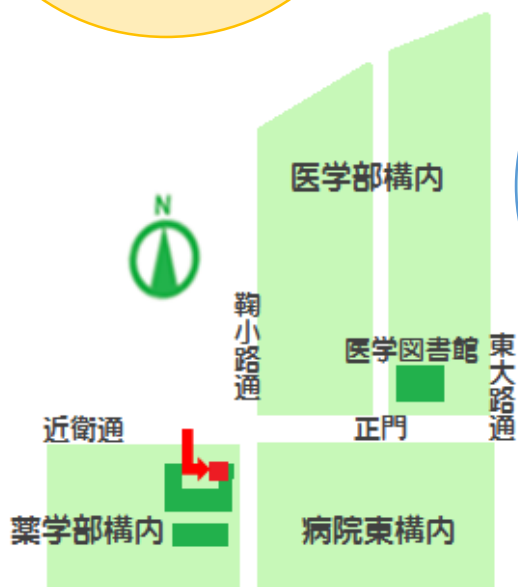 医学部構内
N
鞠小路通
医学図書館
東大路通
近衛通
正門
薬学部構内
病院東構内